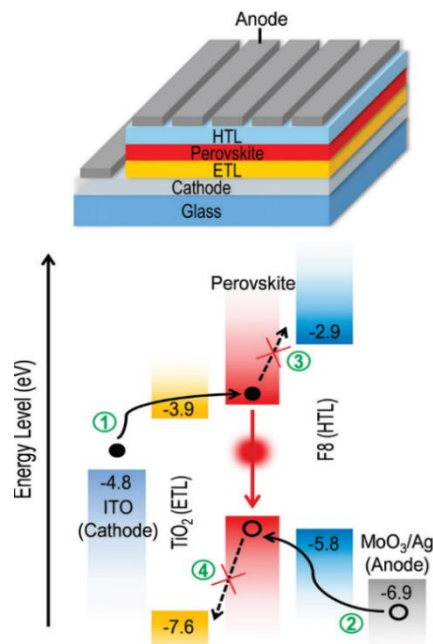 Anode
HTL
Perovskite
ETL
Cathode
Glass
Energy Level (eV)
Perovskite
-2.9
③
①
-3.9
F8 (HTL)
-4.8
ITO
(Cathode)
TiO₂ (ETL)
④
-5.8
MoO₃/Ag
(Anode)
-6.9
-7.6
②